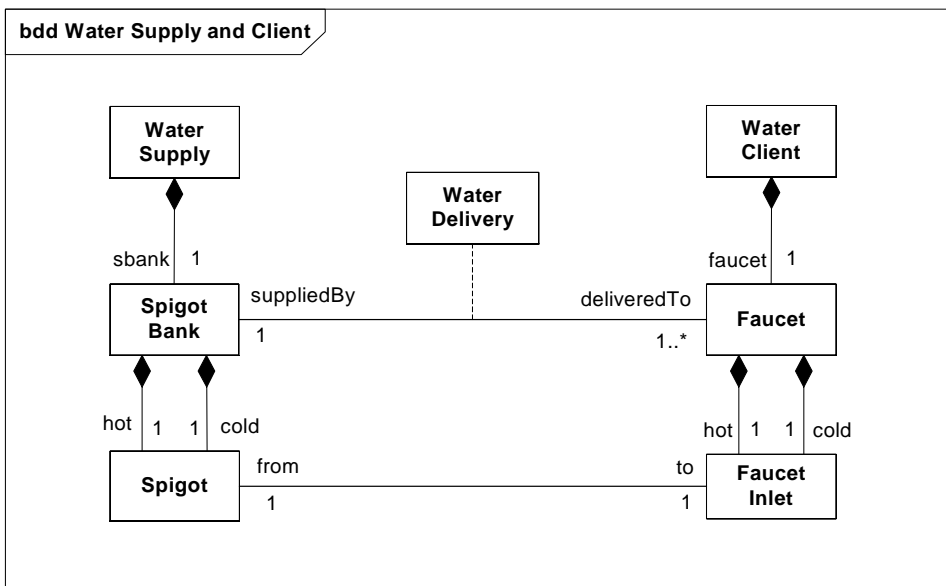 bdd Water Supply and Client
Water
Supply
Water
Client
Water
Delivery
sbank
1
faucet
1
Spigot
Bank
suppliedBy
1
deliveredTo
1..*
Faucet
hot
1
1
cold
hot
1
1
cold
Spigot
from
1
to
1
Faucet
Inlet